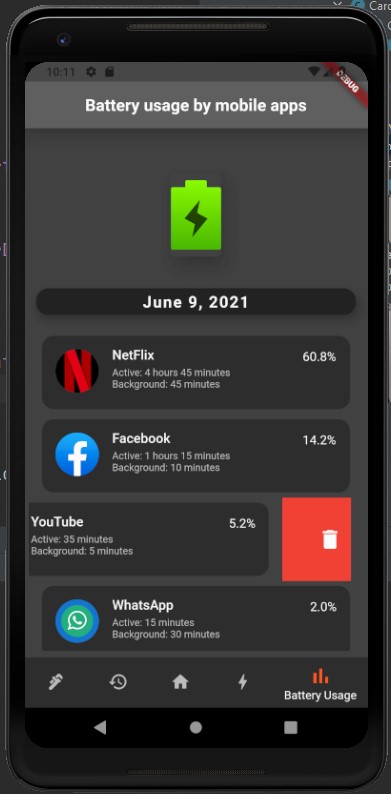 Card
10:11
DEBUG
Battery usage by mobile apps
June 9, 2021
NetFlix
60.8%
Active: 4 hours 45 minutes
Background: 45 minutes
Facebook
14.2%
Active: 1 hours 15 minutes
Background: 10 minutes
YouTube
5.2%
Active: 35 minutes
Background: 5 minutes
WhatsApp
2.0%
Active: 15 minutes
Background: 30 minutes
Battery Usage